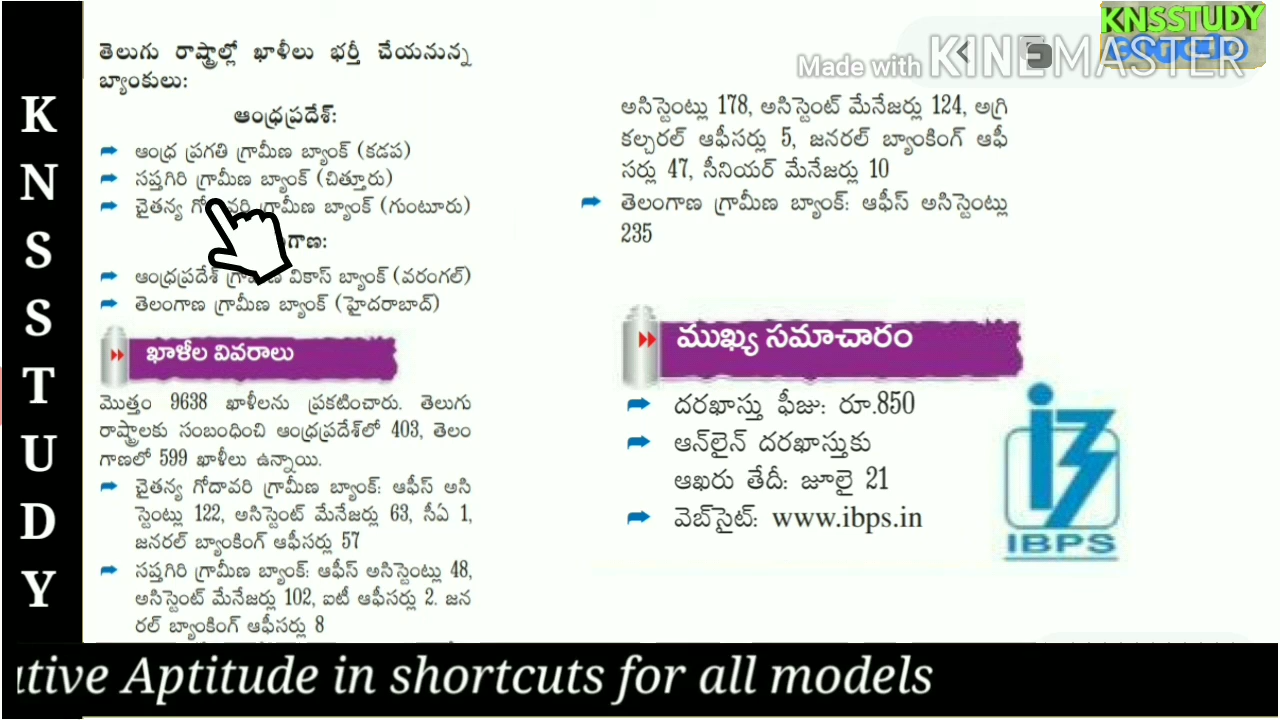 KNSSTUDY
తెలుగు రాష్ట్రాల్లో ఖాళీలు భర్తీ చేయనున్న
బ్యాంకులు:
ఆంధ్రప్రదేశ్:
ఆంధ్ర ప్రగతి గ్రామీణ బ్యాంక్ (కడప)
సప్తగిరి గ్రామీణ బ్యాంక్ (చిత్తూరు)
చైతన్య గోదావరి గ్రామీణ బ్యాంక్ (గుంటూరు)
ఆంధ్రప్రదేశ్ గ్రామీణ వికాస్ బ్యాంక్ (వరంగల్)
తెలంగాణ గ్రామీణ బ్యాంక్ (హైదరాబాద్)
ఖాళీల వివరాలు
మొత్తం 9638 ఖాళీలను ప్రకటించారు. తెలుగు
రాష్ట్రాలకు సంబంధించి ఆంధ్రప్రదేశ్‌లో 403, తెలం
గాణలో 599 ఖాళీలు ఉన్నాయి.
చైతన్య గోదావరి గ్రామీణ బ్యాంక్: ఆఫీస్ అసి
స్టెంట్లు 122, అసిస్టెంట్ మేనేజర్లు 63, సీఏ 1,
జనరల్ బ్యాంకింగ్ ఆఫీసర్లు 57
సప్తగిరి గ్రామీణ బ్యాంక్: ఆఫీస్ అసిస్టెంట్లు 48,
అసిస్టెంట్ మేనేజర్లు 102, ఐటీ ఆఫీసర్లు 2. జన
రల్ బ్యాంకింగ్ ఆఫీసర్లు 8
KNSSTUDY
Made with KINEMASTER
అసిస్టెంట్లు 178, అసిస్టెంట్ మేనేజర్లు 124, అగ్రి
కల్చరల్ ఆఫీసర్లు 5, జనరల్ బ్యాంకింగ్ ఆఫీ
సర్లు 47, సీనియర్ మేనేజర్లు 10
తెలంగాణ గ్రామీణ బ్యాంక్: ఆఫీస్ అసిస్టెంట్లు
235
ముఖ్య సమాచారం
దరఖాస్తు ఫీజు: రూ.850
ఆన్‌లైన్ దరఖాస్తుకు
ఆఖరు తేదీ: జూలై 21
వెబ్‌సైట్: www.ibps.in
IBPS
Aptitude in shortcuts for all models